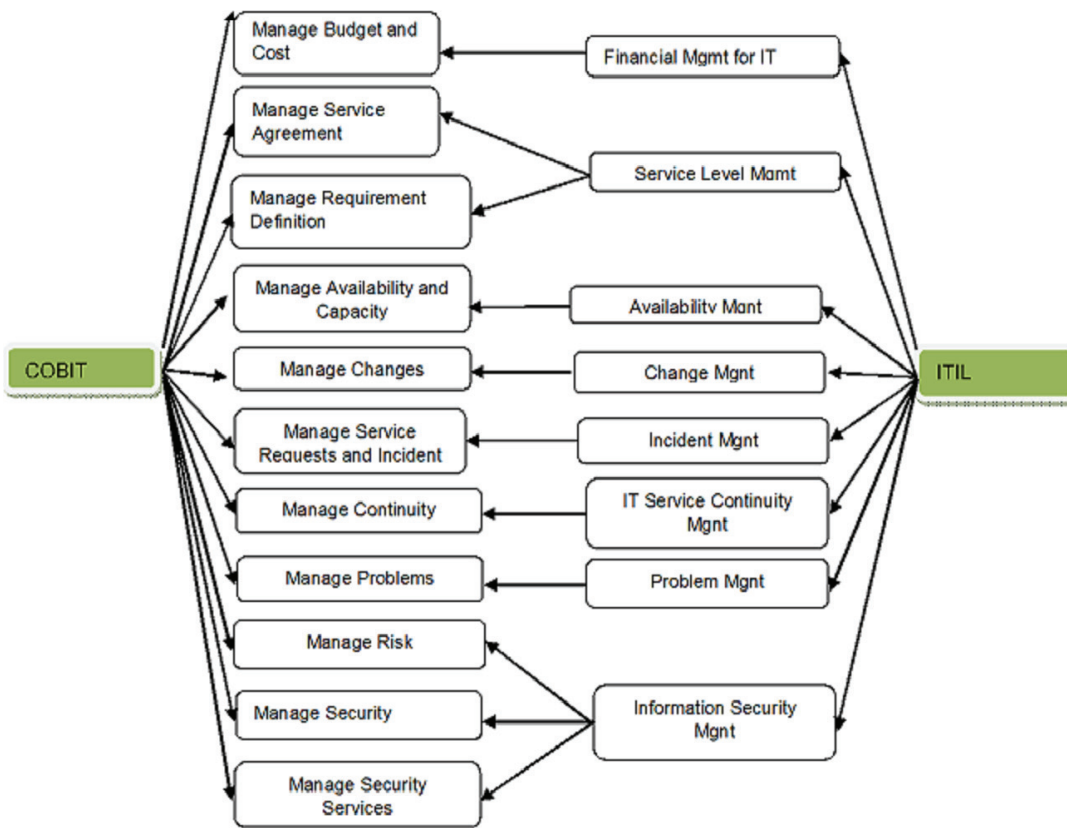 Manage Budget and
Cost
Financial Mgmt for IT
Manage Service
Agreement
Service Level Mgmt
Manage Requirement
Definition
Manage Availability and
Capacity
Availability Mgnt
COBIT
Manage Changes
Change Mgnt
ITIL
Manage Service
Requests and Incident
Incident Mgnt
Manage Continuity
IT Service Continuity
Mgnt
Manage Problems
Problem Mgnt
Manage Risk
Manage Security
Information Security
Mgnt
Manage Security
Services